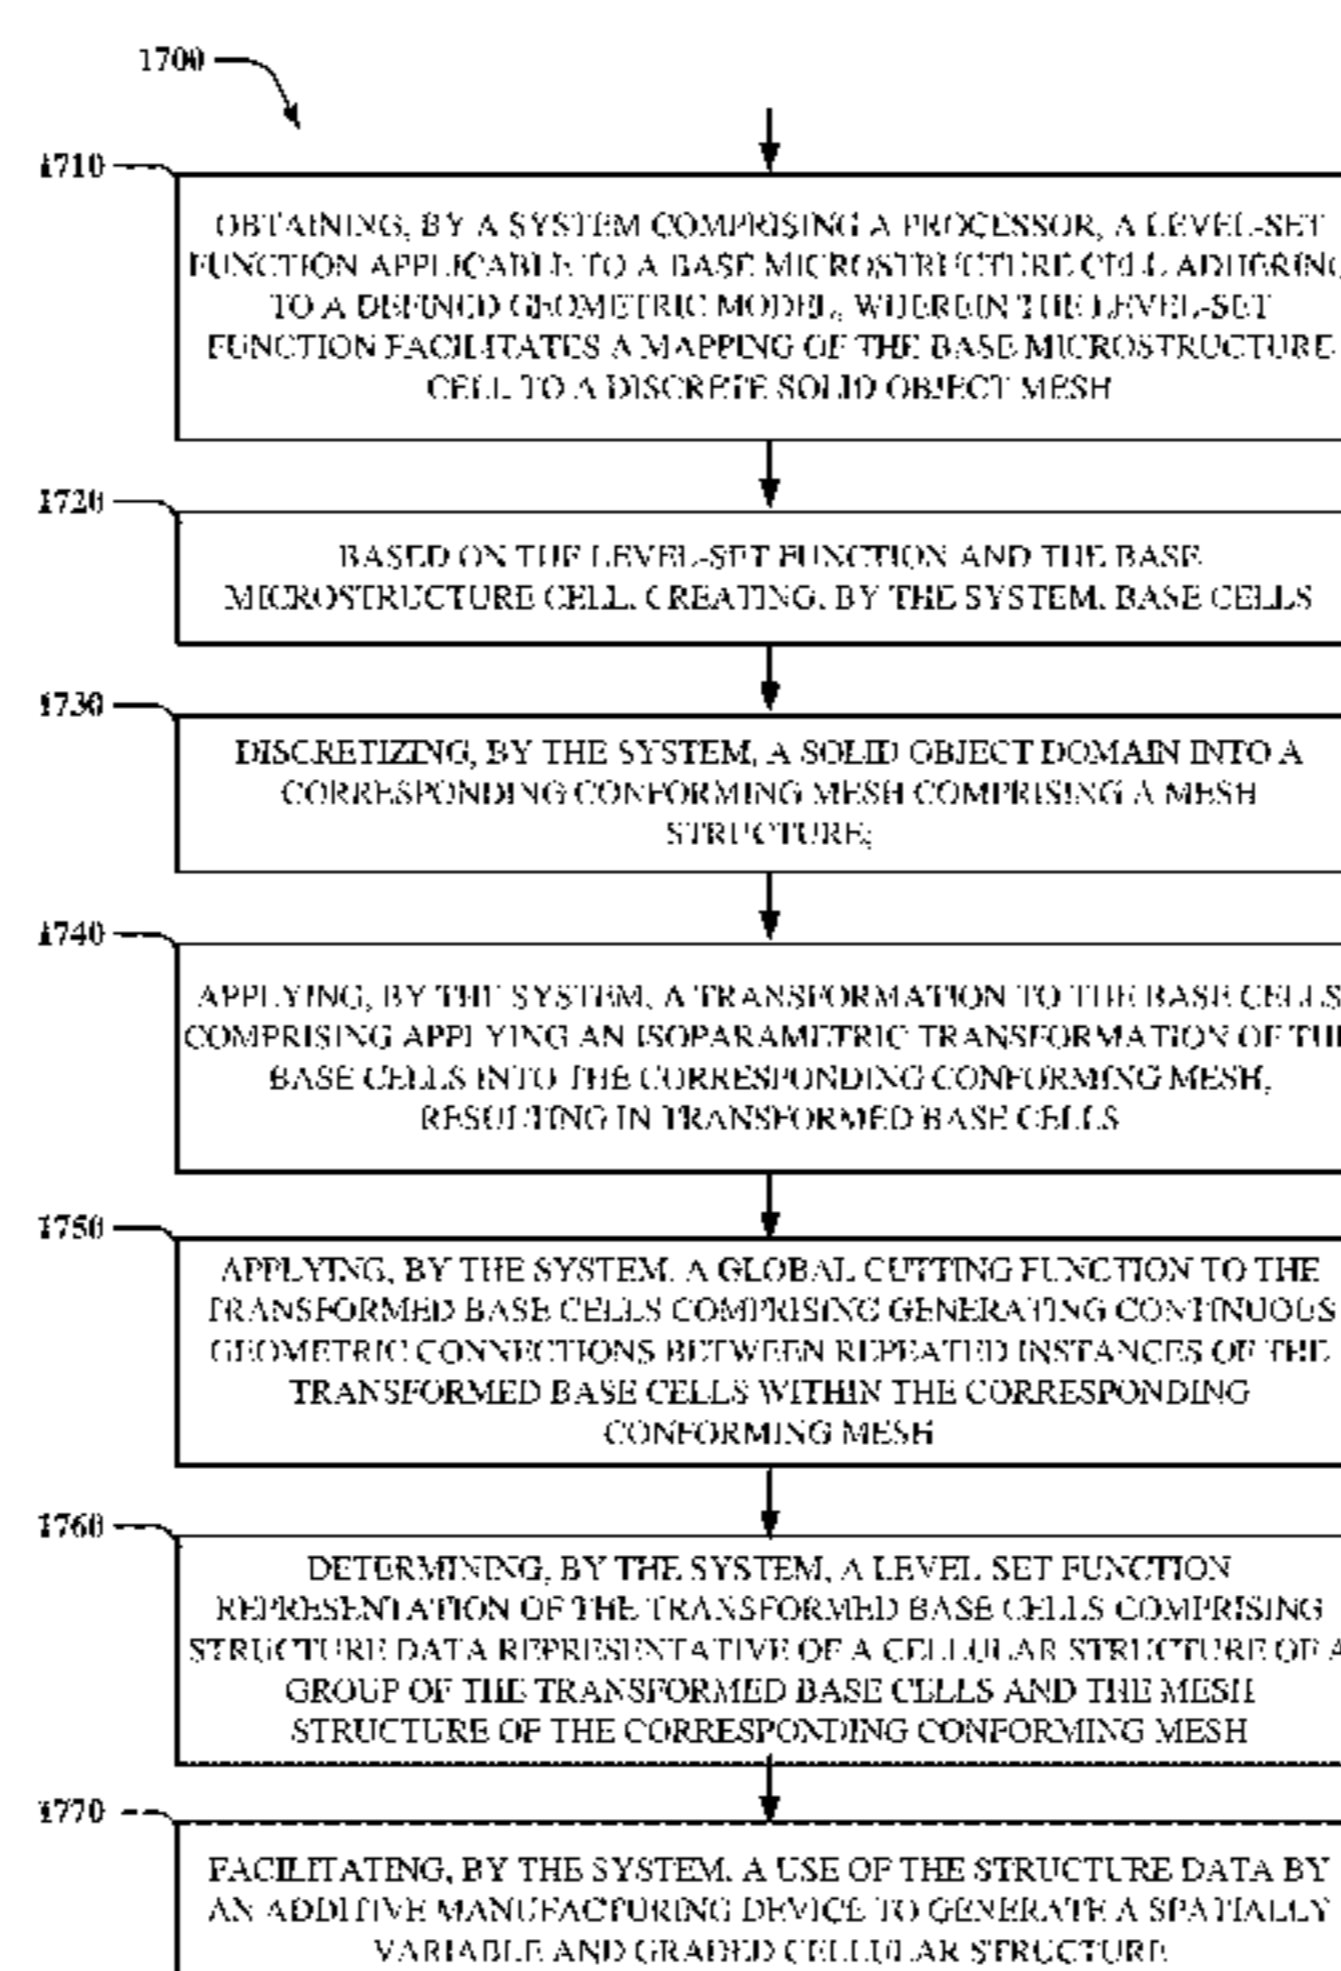 1700
1710
OBTAINING, BY A SYSTEM COMPRISING A PROCESSOR, A LEVEL-SET
FUNCTION APPLICABLE TO A BASE MICROSTRUCTURE CELL ADHERING
TO A DEFINED GEOMETRIC MODEL, WHEREIN THE LEVEL-SET
FUNCTION FACILITATES A MAPPING OF THE BASE MICROSTRUCTURE
CELL TO A DISCRETE SOLID OBJECT MESH
1720
BASED ON THE LEVEL-SET FUNCTION AND THE BASE
MICROSTRUCTURE CELL, CREATING, BY THE SYSTEM, BASE CELLS
1730
DISCRETIZING, BY THE SYSTEM, A SOLID OBJECT DOMAIN INTO A
CORRESPONDING CONFORMING MESH COMPRISING A MESH
STRUCTURE;
1740
APPLYING, BY THE SYSTEM, A TRANSFORMATION TO THE BASE CELLS
COMPRISING APPLYING AN ISOPARAMETRIC TRANSFORMATION OF THE
BASE CELLS INTO THE CORRESPONDING CONFORMING MESH,
RESULTING IN TRANSFORMED BASE CELLS
1750
APPLYING, BY THE SYSTEM, A GLOBAL CUTTING FUNCTION TO THE
TRANSFORMED BASE CELLS COMPRISING GENERATING CONTINUOUS
GEOMETRIC CONNECTIONS BETWEEN REPEATED INSTANCES OF THE
TRANSFORMED BASE CELLS WITHIN THE CORRESPONDING
CONFORMING MESH
1760
DETERMINING, BY THE SYSTEM, A LEVEL SET FUNCTION
REPRESENTATION OF THE TRANSFORMED BASE CELLS COMPRISING
STRUCTURE DATA REPRESENTATIVE OF A CELLULAR STRUCTURE OF A
GROUP OF THE TRANSFORMED BASE CELLS AND THE MESH
STRUCTURE OF THE CORRESPONDING CONFORMING MESH
1770
FACILITATING, BY THE SYSTEM, A USE OF THE STRUCTURE DATA BY
AN ADDITIVE MANUFACTURING DEVICE TO GENERATE A SPATIALLY
VARIABLE AND GRADED CELLULAR STRUCTURE